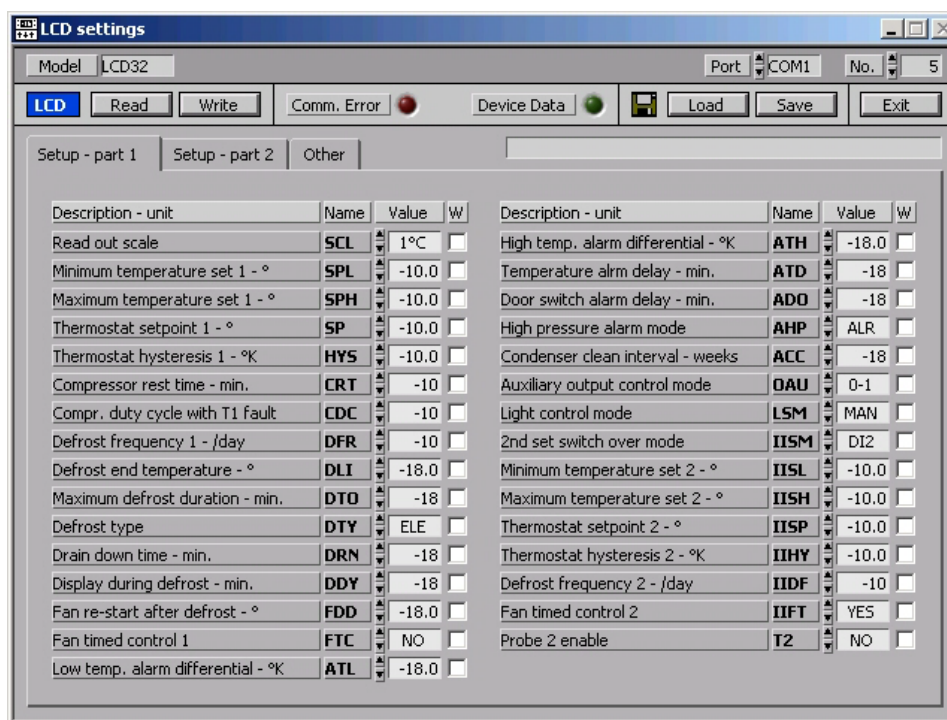 LCD settings
Model LCD32 Port COM1 No. 5
LCD Read Write Comm. Error Device Data Load Save Exit
Setup - part 1 Setup - part 2 Other
Description - unit Name Value W
Read out scale SCL 1°C
Minimum temperature set 1 - ° SPL -10.0
Maximum temperature set 1 - ° SPH -10.0
Thermostat setpoint 1 - ° SP -10.0
Thermostat hysteresis 1 - °K HYS -10.0
Compressor rest time - min. CRT -10
Compr. duty cycle with T1 fault CDC -10
Defrost frequency 1 - /day DFR -10
Defrost end temperature - ° DLI -18.0
Maximum defrost duration - min. DTO -18
Defrost type DTY ELE
Drain down time - min. DRN -18
Display during defrost - min. DDY -18
Fan re-start after defrost - ° FDD -18.0
Fan timed control 1 FTC NO
Low temp. alarm differential - °K ATL -18.0
Description - unit Name Value W
High temp. alarm differential - °K ATH -18.0
Temperature alrm delay - min. ATD -18
Door switch alarm delay - min. ADO -18
High pressure alarm mode AHP ALR
Condenser clean interval - weeks ACC -18
Auxiliary output control mode OAU 0-1
Light control mode LSM MAN
2nd set switch over mode IISM DI2
Minimum temperature set 2 - ° IISL -10.0
Maximum temperature set 2 - ° IISH -10.0
Thermostat setpoint 2 - ° IISP -10.0
Thermostat hysteresis 2 - °K IIHY -10.0
Defrost frequency 2 - /day IIDF -10
Fan timed control 2 IIFT YES
Probe 2 enable T2 NO